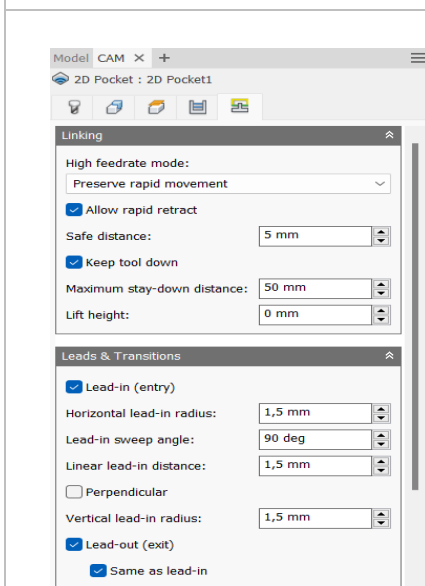 Model CAM × +
2D Pocket : 2D Pocket1
Linking
High feedrate mode:
Preserve rapid movement
Allow rapid retract
Safe distance: 5 mm
Keep tool down
Maximum stay-down distance: 50 mm
Lift height: 0 mm
Leads & Transitions
Lead-in (entry)
Horizontal lead-in radius: 1,5 mm
Lead-in sweep angle: 90 deg
Linear lead-in distance: 1,5 mm
Perpendicular
Vertical lead-in radius: 1,5 mm
Lead-out (exit)
Same as lead-in